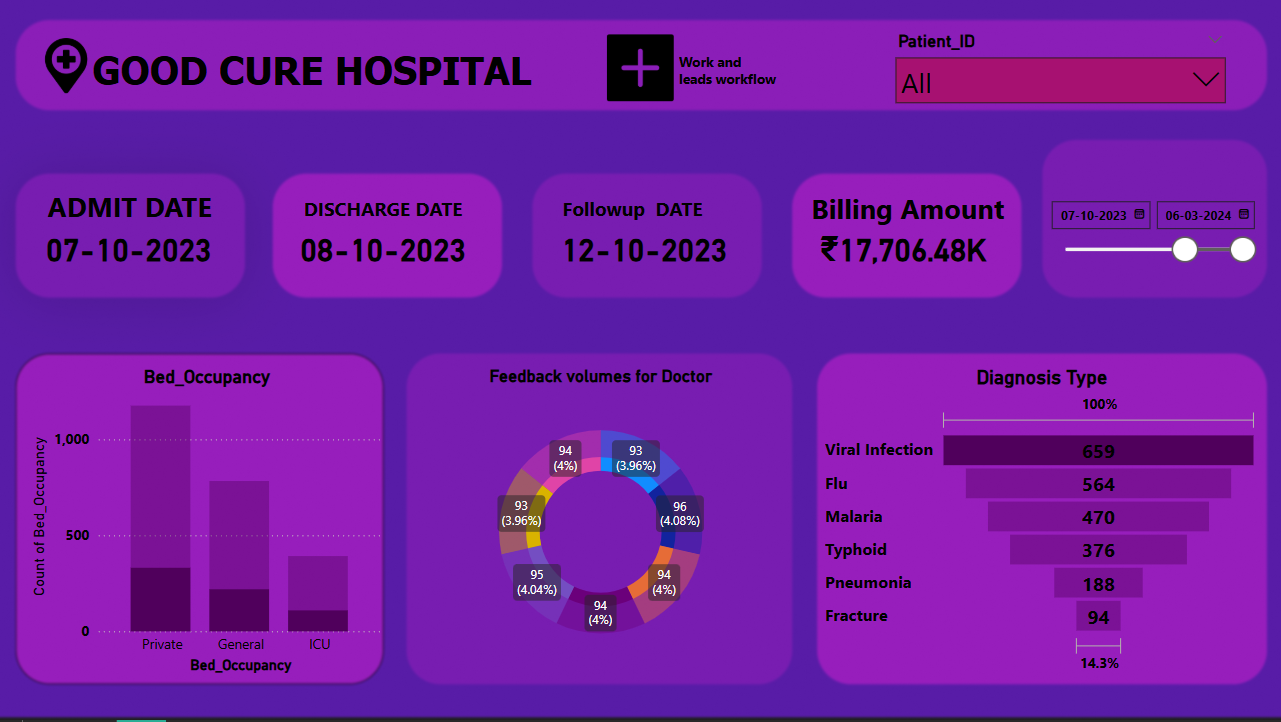 GOOD CURE HOSPITAL
Work and
leads workflow
Patient_ID
All
ADMIT DATE
07-10-2023
DISCHARGE DATE
08-10-2023
Followup DATE
12-10-2023
Billing Amount
₹17,706.48K
07-10-2023
06-03-2024
Bed_Occupancy
Count of Bed_Occupancy
1,000
500
0
Private
General
ICU
Bed_Occupancy
Feedback volumes for Doctor
94
(4%)
93
(3.96%)
93
(3.96%)
96
(4.08%)
95
(4.04%)
94
(4%)
94
(4%)
Diagnosis Type
100%
Viral Infection 659
Flu 564
Malaria 470
Typhoid 376
Pneumonia 188
Fracture 94
14.3%